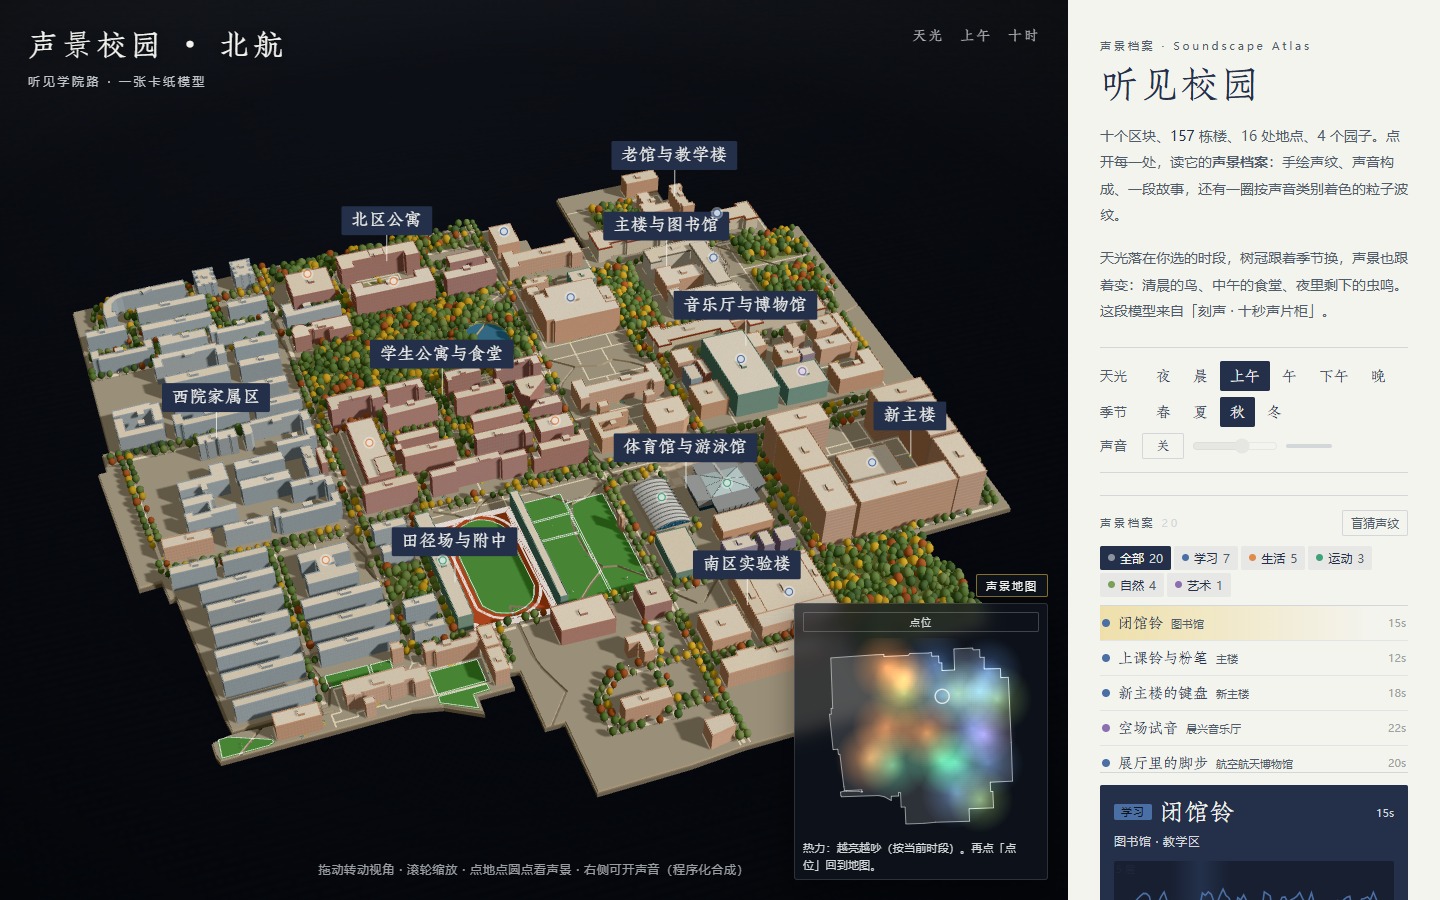 声景校园 · 北航
听见学院路 · 一张卡纸模型
天光 上午 十时
老馆与教学楼
北区公寓
主楼与图书馆
音乐厅与博物馆
学生公寓与食堂
西院家属区
新主楼
体育馆与游泳馆
田径场与附中
南区实验楼
声景地图
点位
热力：越亮越吵（按当前时段）。再点「点
位」回到地图。
拖动转动视角 · 滚轮缩放 · 点地点圆点看声景 · 右侧可开声音（程序化合成）
声景档案 · Soundscape Atlas
听见校园
十个区块、157 栋楼、16 处地点、4 个园子。点
开每一处，读它的声景档案：手绘声纹、声音构
成、一段故事，还有一圈按声音类别着色的粒子波
纹。
天光落在你选的时段，树冠跟着季节换，声景也跟
着变：清晨的鸟、中午的食堂、夜里剩下的虫鸣。
这段模型来自「刻声 · 十秒声片相」。
天光 夜 晨 上午 午 下午 晚
季节 春 夏 秋 冬
声音 关
声景档案 20 盲猜声纹
全部 20 学习 7 生活 5 运动 3
自然 4 艺术 1
闭馆铃 图书馆 15s
上课铃与粉笔 主楼 12s
新主楼的键盘 新主楼 18s
空场试音 晨兴音乐厅 22s
展厅里的脚步 航空航天博物馆 20s
学习 闭馆铃 15s
图书馆 · 教学区